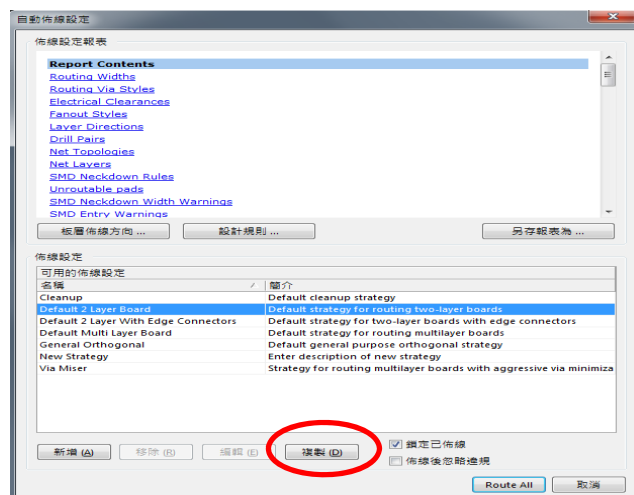 自動佈線設定
佈線設定報表
Report Contents
Routing Widths
Routing Via Styles
Electrical Clearances
Fanout Styles
Layer Directions
Drill Pairs
Net Topologies
Net Layers
SMD Neckdown Rules
Unroutable pads
SMD Neckdown Width Warnings
SMD Entry Warnings
板層佈線方向 ... 設計規則 ... 另存報表為 ...
佈線設定
可用的佈線設定
名稱 / 簡介
Cleanup Default cleanup strategy
Default 2 Layer Board Default strategy for routing two-layer boards
Default 2 Layer With Edge Connectors Default strategy for two-layer boards with edge connectors
Default Multi Layer Board Default strategy for routing multilayer boards
General Orthogonal Default general purpose orthogonal strategy
New Strategy Enter description of new strategy
Via Miser Strategy for routing multilayer boards with aggressive via minimiza
新增 (A) 移除 (R) 編輯 (E) 複製 (D) 鎖定已佈線
佈線後忽略違規
Route All 取消